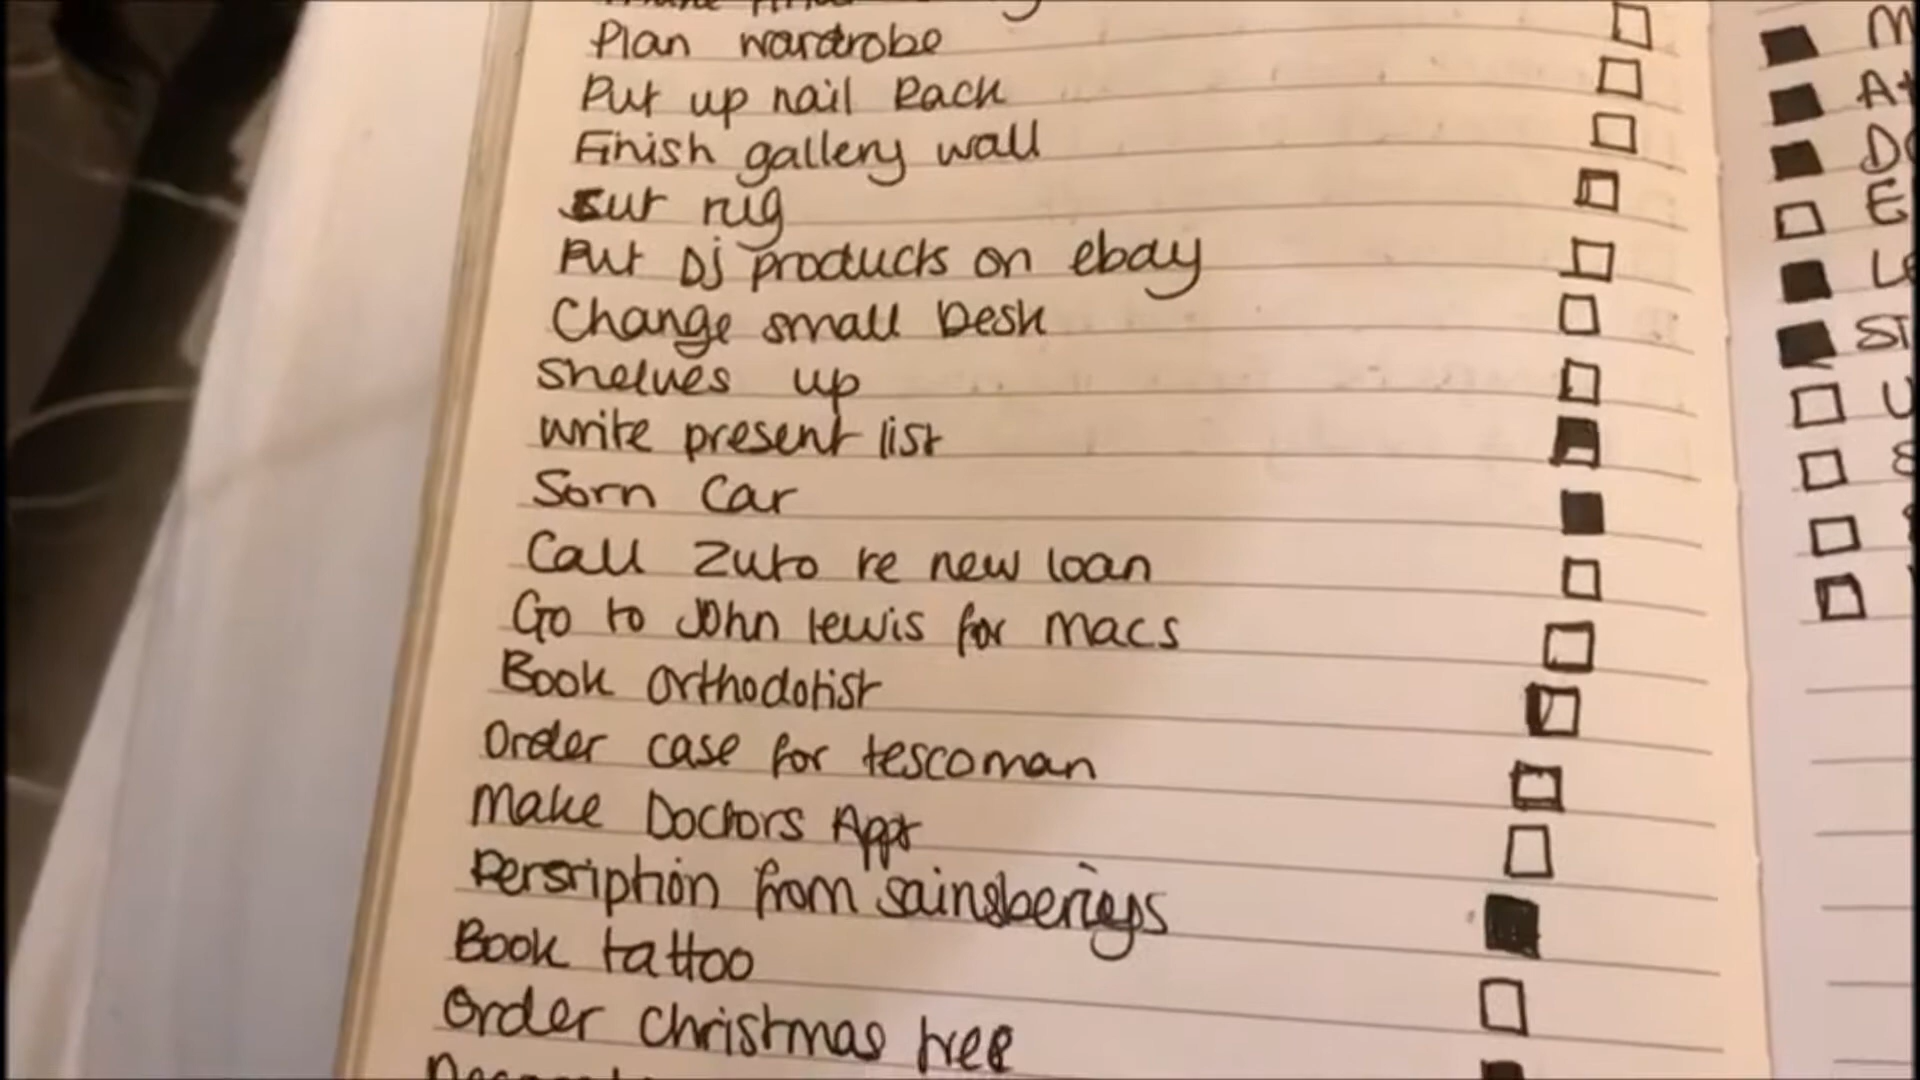 Plan wardrobe
Put up nail Rack
Finish gallery wall
cut rug
Put DJ products on ebay
Change small Desk
Shelves up
write present list
Sorn Car
Call Zuto re new loan
Go to John lewis for macs
Book orthodotist
Order case for tescoman
Make Doctors Appt
Persription from
Book tattoo
Order Christmas tree